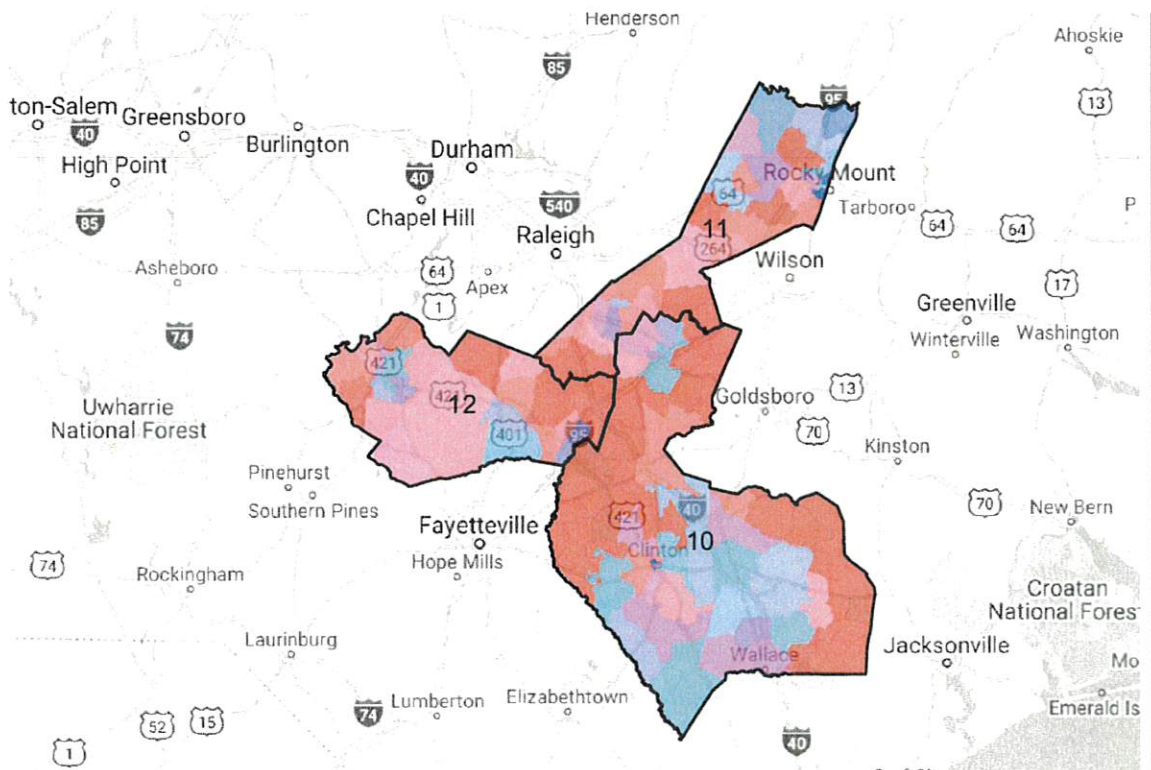 Henderson
Ahoskie
85
95
13
ton-Salem
40
Greensboro
Burlington
High Point
Durham
40
Rocky Mount
85
Chapel Hill
540
64
Tarboro
P
Raleigh
11
64
64
264
Asheboro
64
Apex
Wilson
17
1
Greenville
74
Winterville
Washington
421
421
13
Uwharrie
National Forest
12
Goldsboro
401
95
70
Kinston
Pinehurst
Southern Pines
70
421
40
New Bern
Fayetteville
10
Clinton
74
Rockingham
Hope Mills
Croatan
National Fores
Laurinburg
Wallace
Jacksonville
Mo
Lumberton
Elizabethtown
74
Emerald Is
52
15
1
40